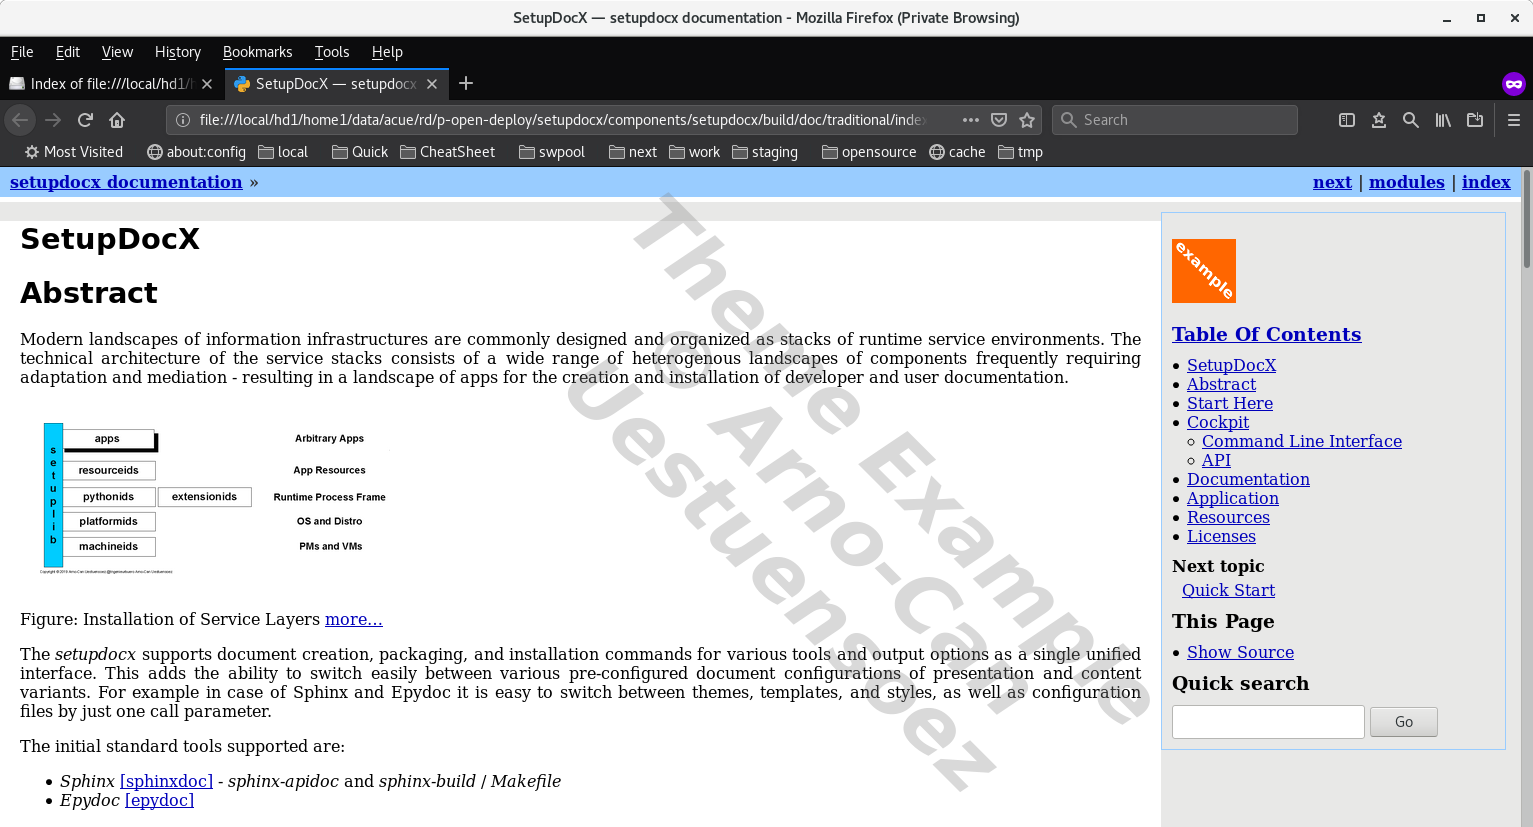 SetupDocX — setupdocx documentation - Mozilla Firefox (Private Browsing)
File Edit View History Bookmarks Tools Help
Index of file:///local/hd1/h
SetupDocX — setupdocx
file:///local/hd1/home1/data/acue/rd/p-open-deploy/setupdocx/components/setupdocx/build/doc/traditional/index
Search
Most Visited about:config local Quick CheatSheet swpool next work staging opensource cache tmp
setupdocx documentation »
next | modules | index
SetupDocX
Abstract
Modern landscapes of information infrastructures are commonly designed and organized as stacks of runtime service environments. The
technical architecture of the service stacks consists of a wide range of heterogenous landscapes of components frequently requiring
adaptation and mediation - resulting in a landscape of apps for the creation and installation of developer and user documentation.
setuplib
apps Arbitrary Apps
resourceids App Resources
pythonids extensionids Runtime Process Frame
platformids OS and Distro
machineids PMs and VMs
Figure: Installation of Service Layers more...
The setupdocx supports document creation, packaging, and installation commands for various tools and output options as a single unified
interface. This adds the ability to switch easily between various pre-configured document configurations of presentation and content
variants. For example in case of Sphinx and Epydoc it is easy to switch between themes, templates, and styles, as well as configuration
files by just one call parameter.
The initial standard tools supported are:
• Sphinx [sphinxdoc] - sphinx-apidoc and sphinx-build / Makefile
• Epydoc [epydoc]
Theme Example
© Arno-Can
Uestuensoez
example
Table Of Contents
• SetupDocX
• Abstract
• Start Here
• Cockpit
◦ Command Line Interface
◦ API
• Documentation
• Application
• Resources
• Licenses
Next topic
Quick Start
This Page
• Show Source
Quick search
Go